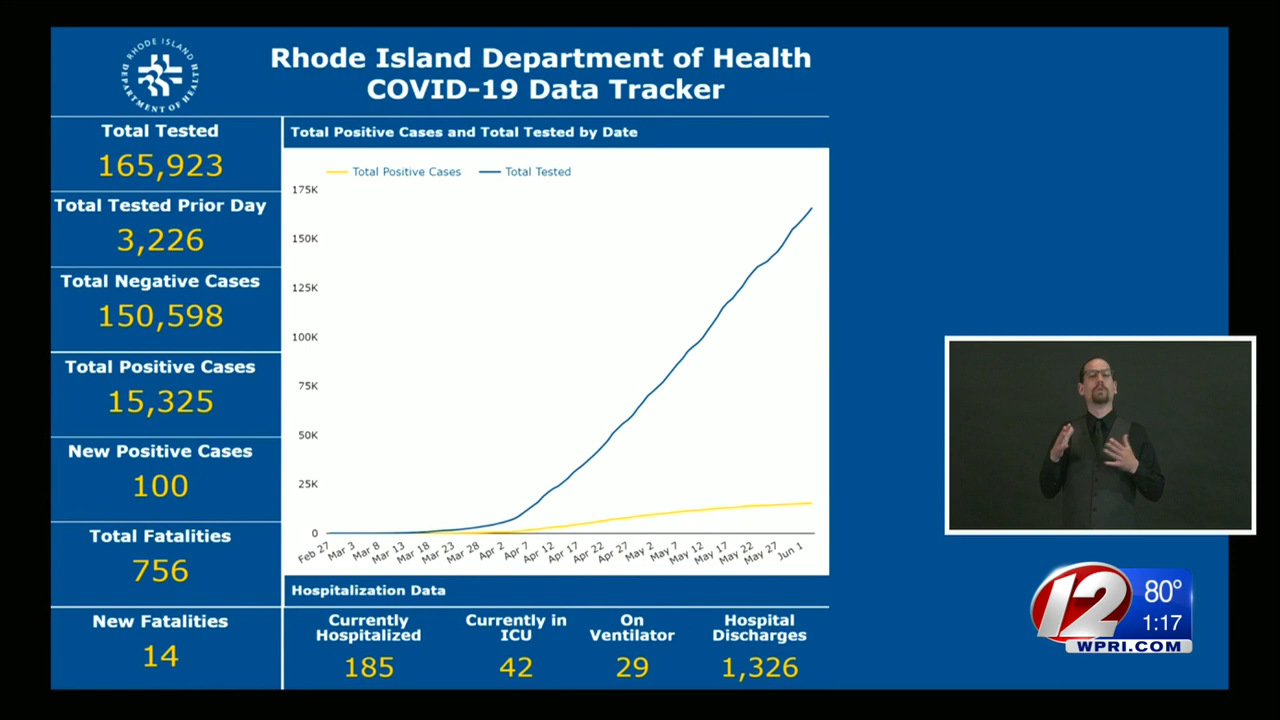 RHODE ISLAND
DEPARTMENT OF HEALTH
Rhode Island Department of Health
COVID-19 Data Tracker
Total Tested
165,923
Total Tested Prior Day
3,226
Total Negative Cases
150,598
Total Positive Cases
15,325
New Positive Cases
100
Total Fatalities
756
New Fatalities
14
Total Positive Cases and Total Tested by Date
Total Positive Cases
Total Tested
175K
150K
125K
100K
75K
50K
25K
0
Feb 27
Mar 3
Mar 8
Mar 13
Mar 18
Mar 23
Mar 28
Apr 2
Apr 7
Apr 12
Apr 17
Apr 22
Apr 27
May 2
May 7
May 12
May 17
May 22
May 27
Jun 1
Hospitalization Data
Currently
Hospitalized
185
Currently in
ICU
42
On
Ventilator
29
Hospital
Discharges
1,326
12
80°
1:17
WPRI.COM